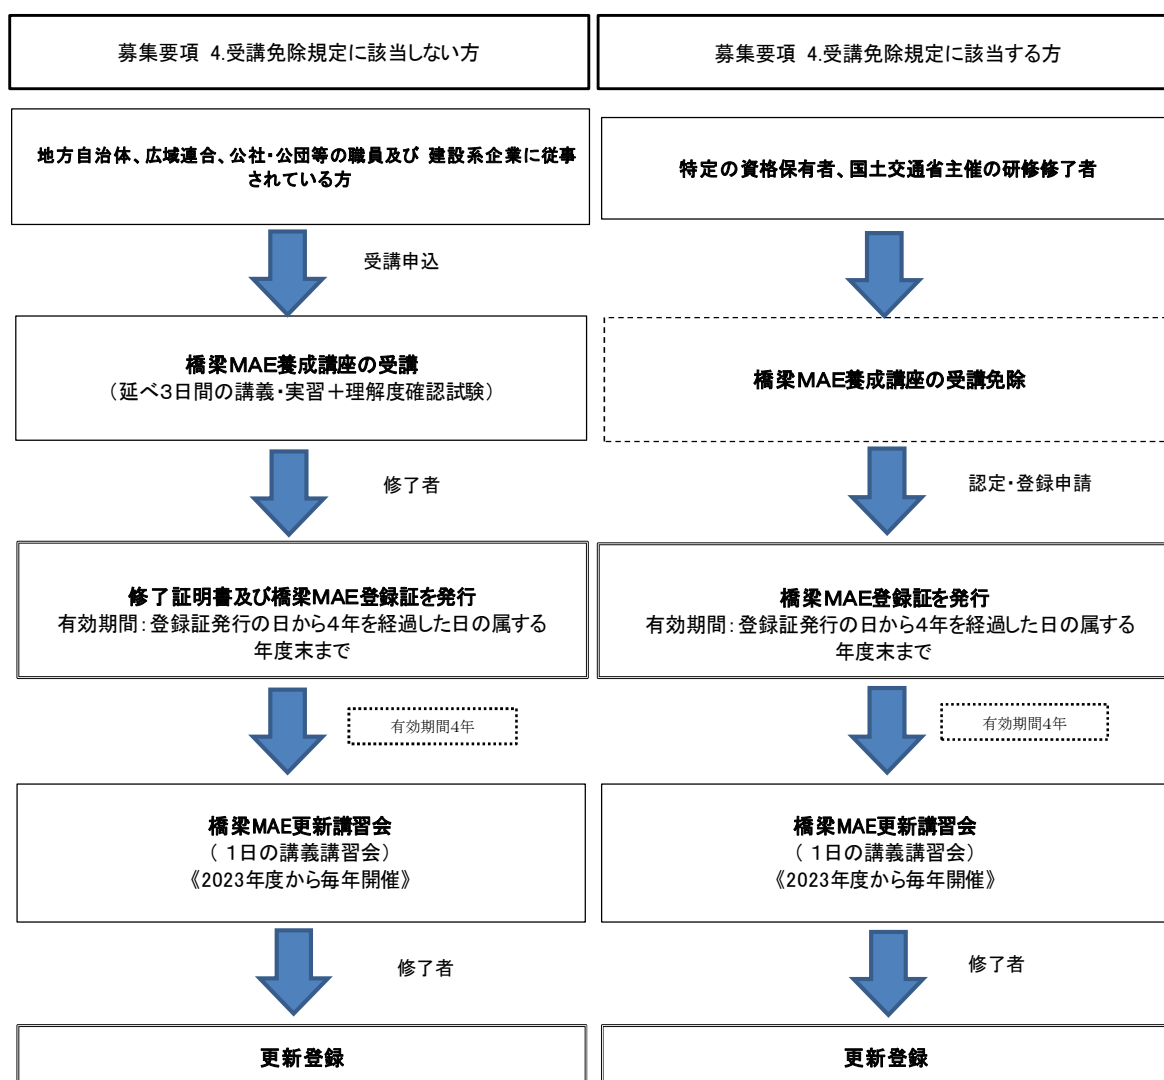 募集要項 4.受講免除規定に該当しない方
地方自治体、広域連合、公社・公団等の職員及び 建設系企業に従事
されている方
受講申込
橋梁MAE養成講座の受講
（延べ3日間の講義・実習＋理解度確認試験）
修了者
修了証明書及び橋梁MAE登録証を発行
有効期間：登録証発行の日から4年を経過した日の属する
年度末まで
有効期間4年
橋梁MAE更新講習会
（ 1日の講義講習会）
《2023年度から毎年開催》
修了者
更新登録
募集要項 4.受講免除規定に該当する方
特定の資格保有者、国土交通省主催の研修修了者
橋梁MAE養成講座の受講免除
認定・登録申請
橋梁MAE登録証を発行
有効期間：登録証発行の日から4年を経過した日の属する
年度末まで
有効期間4年
橋梁MAE更新講習会
（ 1日の講義講習会）
《2023年度から毎年開催》
修了者
更新登録